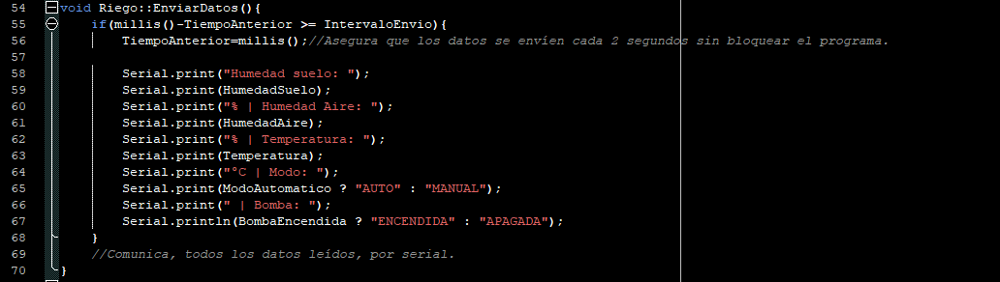 54 void Riego::EnviarDatos(){
55 if(millis()-TiempoAnterior >= IntervaloEnvio){
56 TiempoAnterior=millis();//Asegura que los datos se envíen cada 2 segundos sin bloquear el programa.
57
58 Serial.print("Humedad suelo: ");
59 Serial.print(HumedadSuelo);
60 Serial.print("% | Humedad Aire: ");
61 Serial.print(HumedadAire);
62 Serial.print("% | Temperatura: ");
63 Serial.print(Temperatura);
64 Serial.print("°C | Modo: ");
65 Serial.print(ModoAutomatico ? "AUTO" : "MANUAL");
66 Serial.print(" | Bomba: ");
67 Serial.println(BombaEncendida ? "ENCENDIDA" : "APAGADA");
68 }
69 //Comunica, todos los datos leídos, por serial.
70 }